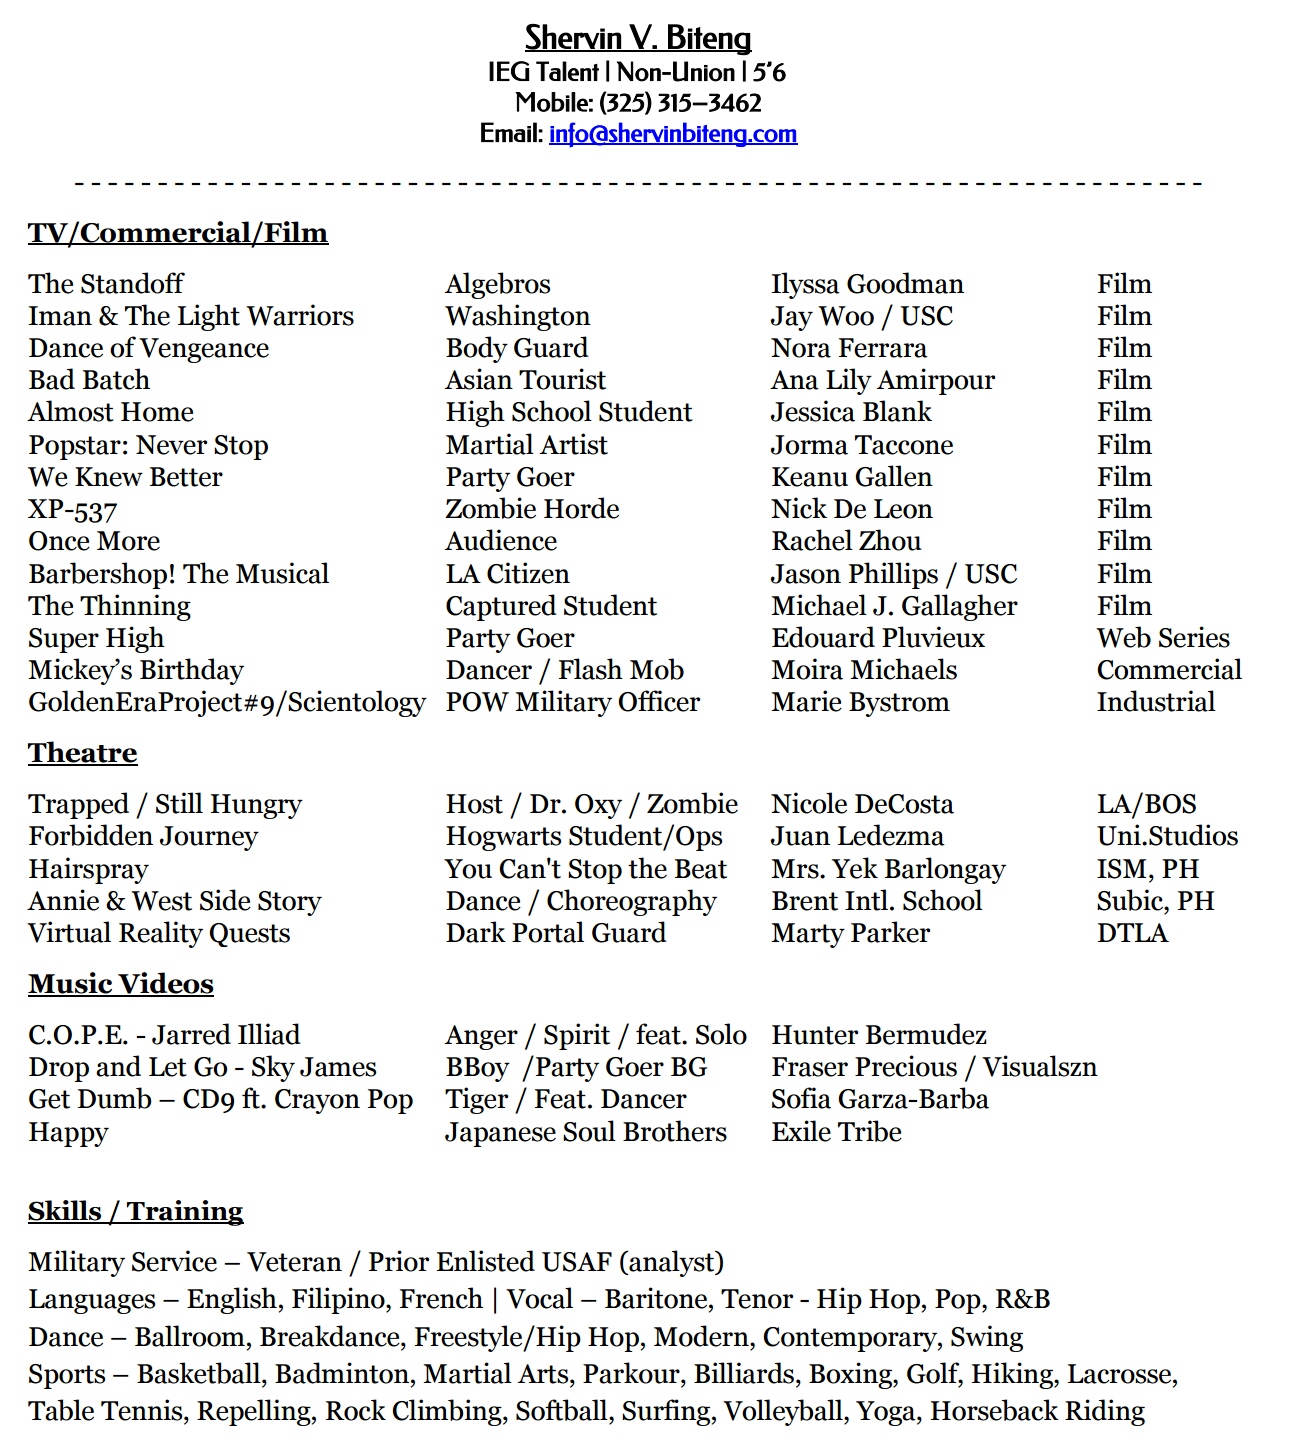 Shervin V. Biteng
IEG Talent | Non-Union | 5'6
Mobile: (325) 315–3462
Email: info@shervinbiteng.com
- - - - - - - - - - - - - - - - - - - - - - - - - - - - - - - - - - - - - - - - - - - - - - - - - - - - - - - - - - - - - - - - - - - - -
TV/Commercial/Film
The Standoff Algebros Ilyssa Goodman Film
Iman & The Light Warriors Washington Jay Woo / USC Film
Dance of Vengeance Body Guard Nora Ferrara Film
Bad Batch Asian Tourist Ana Lily Amirpour Film
Almost Home High School Student Jessica Blank Film
Popstar: Never Stop Martial Artist Jorma Taccone Film
We Knew Better Party Goer Keanu Gallen Film
XP-537 Zombie Horde Nick De Leon Film
Once More Audience Rachel Zhou Film
Barbershop! The Musical LA Citizen Jason Phillips / USC Film
The Thinning Captured Student Michael J. Gallagher Film
Super High Party Goer Edouard Pluvieux Web Series
Mickey’s Birthday Dancer / Flash Mob Moira Michaels Commercial
GoldenEraProject#9/Scientology POW Military Officer Marie Bystrom Industrial
Theatre
Trapped / Still Hungry Host / Dr. Oxy / Zombie Nicole DeCosta LA/BOS
Forbidden Journey Hogwarts Student/Ops Juan Ledezma Uni.Studios
Hairspray You Can't Stop the Beat Mrs. Yek Barlongay ISM, PH
Annie & West Side Story Dance / Choreography Brent Intl. School Subic, PH
Virtual Reality Quests Dark Portal Guard Marty Parker DTLA
Music Videos
C.O.P.E. - Jarred Illiad Anger / Spirit / feat. Solo Hunter Bermudez
Drop and Let Go - Sky James BBoy /Party Goer BG Fraser Precious / Visualszn
Get Dumb – CD9 ft. Crayon Pop Tiger / Feat. Dancer Sofia Garza-Barba
Happy Japanese Soul Brothers Exile Tribe
Skills / Training
Military Service – Veteran / Prior Enlisted USAF (analyst)
Languages – English, Filipino, French | Vocal – Baritone, Tenor - Hip Hop, Pop, R&B
Dance – Ballroom, Breakdance, Freestyle/Hip Hop, Modern, Contemporary, Swing
Sports – Basketball, Badminton, Martial Arts, Parkour, Billiards, Boxing, Golf, Hiking, Lacrosse,
Table Tennis, Repelling, Rock Climbing, Softball, Surfing, Volleyball, Yoga, Horseback Riding